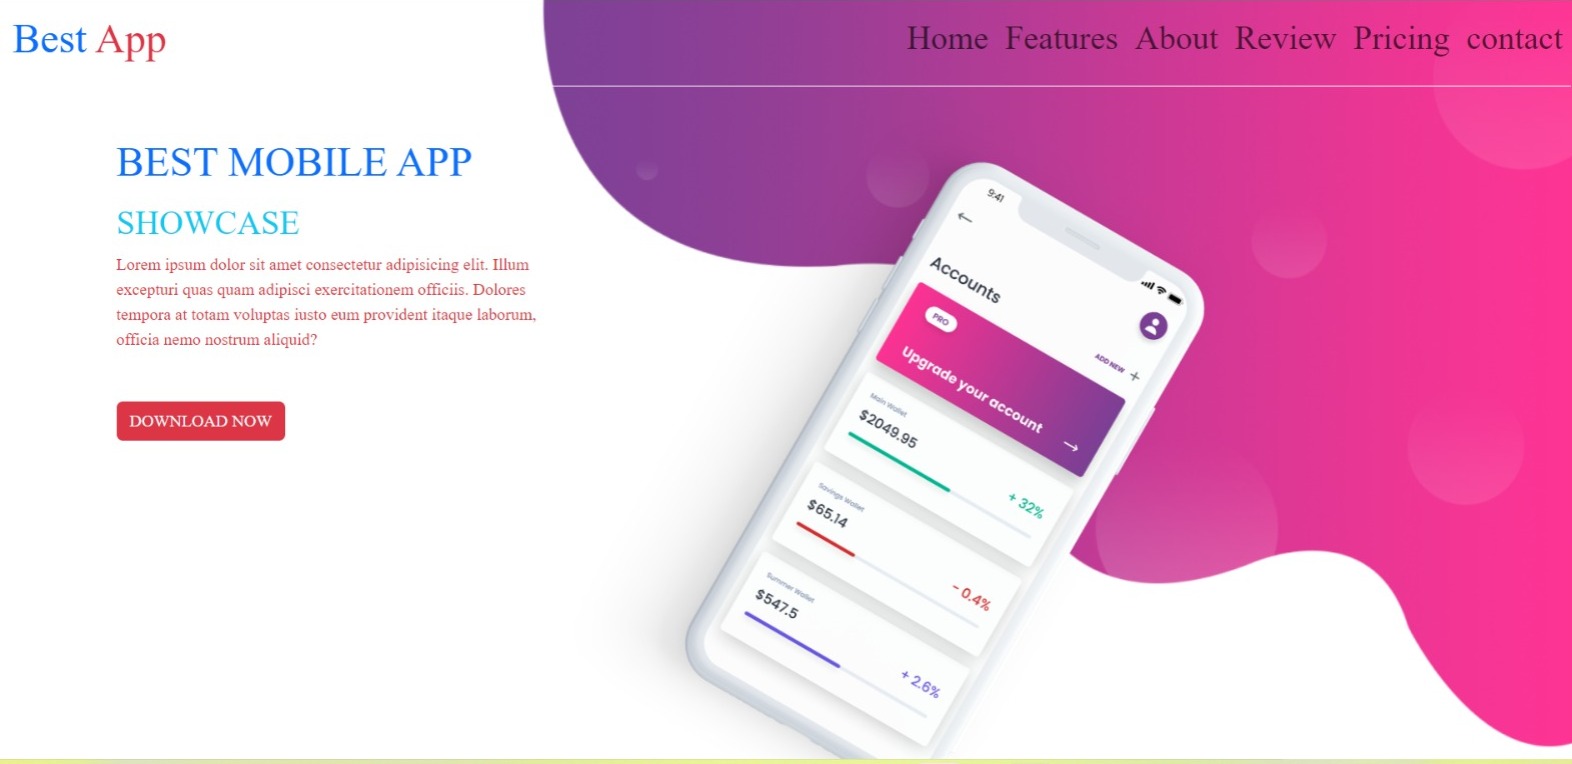 Best App
Home Features About Review Pricing contact
BEST MOBILE APP
SHOWCASE
Lorem ipsum dolor sit amet consectetur adipisicing elit. Illum
excepturi quas quam adipisci exercitationem officiis. Dolores
tempora at totam voluptas iusto eum provident itaque laborum,
officia nemo nostrum aliquid?
DOWNLOAD NOW
9:41
Accounts
ADD NEW +
PRO
Upgrade your account
Main Wallet
$2049.95
+ 32%
Savings Wallet
$65.14
- 0.4%
Summer Wallet
$547.5
+ 2.6%